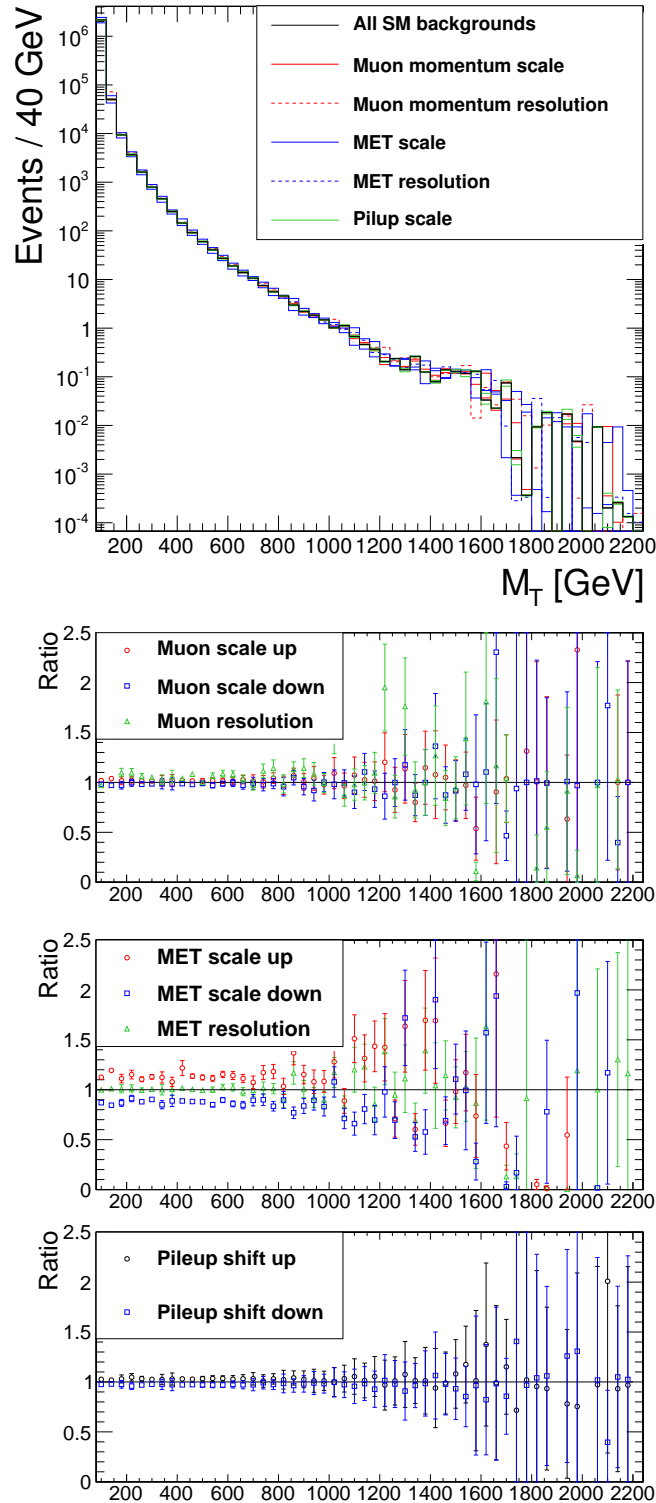 Events / 40 GeV
10^6
10^5
10^4
10^3
10^2
10
1
10^-1
10^-2
10^-3
10^-4
All SM backgrounds
Muon momentum scale
Muon momentum resolution
MET scale
MET resolution
Pilup scale
200 400 600 800 1000 1200 1400 1600 1800 2000 2200
M_T [GeV]
Ratio
2.5
2
1.5
1
0.5
0
Muon scale up
Muon scale down
Muon resolution
200 400 600 800 1000 1200 1400 1600 1800 2000 2200
Ratio
2.5
2
1.5
1
0.5
0
MET scale up
MET scale down
MET resolution
200 400 600 800 1000 1200 1400 1600 1800 2000 2200
Ratio
2.5
2
1.5
1
0.5
0
Pileup shift up
Pileup shift down
200 400 600 800 1000 1200 1400 1600 1800 2000 2200